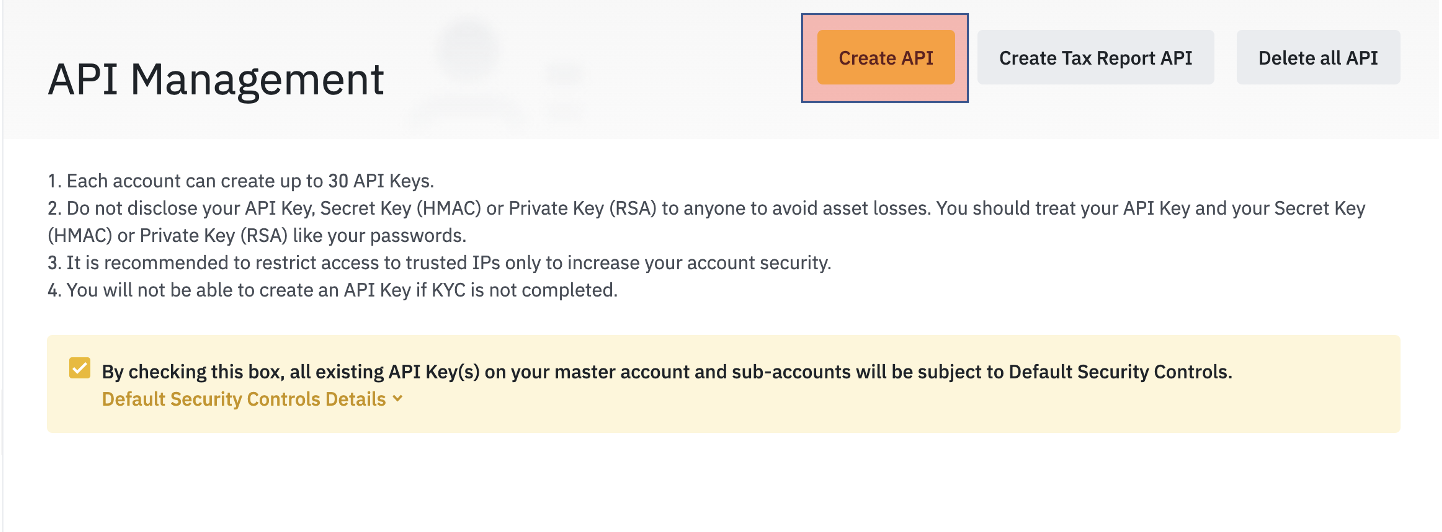 API Management
Create API
Create Tax Report API
Delete all API
1. Each account can create up to 30 API Keys.
2. Do not disclose your API Key, Secret Key (HMAC) or Private Key (RSA) to anyone to avoid asset losses. You should treat your API Key and your Secret Key
(HMAC) or Private Key (RSA) like your passwords.
3. It is recommended to restrict access to trusted IPs only to increase your account security.
4. You will not be able to create an API Key if KYC is not completed.
By checking this box, all existing API Key(s) on your master account and sub-accounts will be subject to Default Security Controls.
Default Security Controls Details